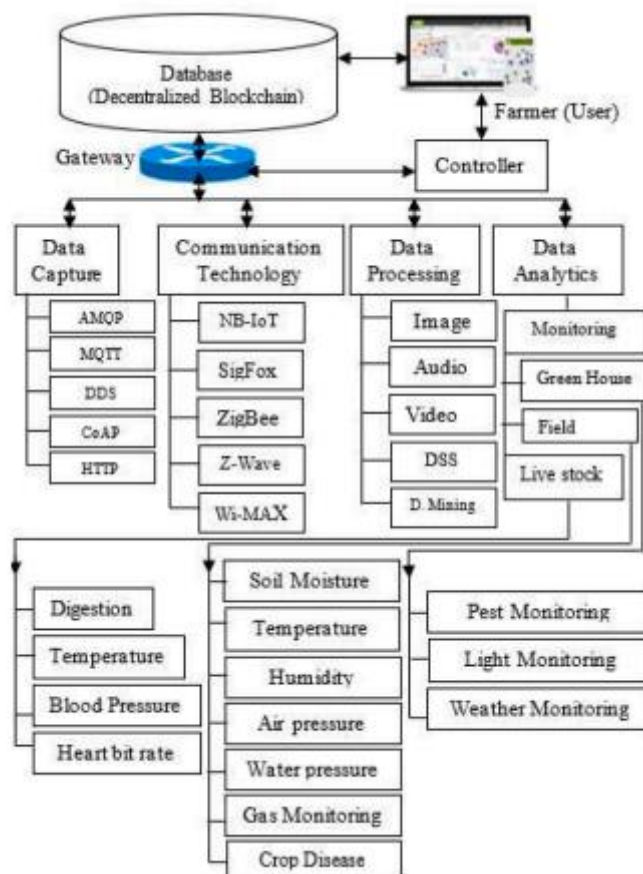 Database
(Decentralized Blockchain)
Farmer (User)
Gateway
Controller
Data
Capture
Communication
Technology
Data
Processing
Data
Analytics
AMQP
MQTT
DDS
CoAP
HTTP
NB-IoT
SigFox
ZigBee
Z-Wave
Wi-MAX
Image
Audio
Video
DSS
D. Mining
Monitoring
Green House
Field
Live stock
Digestion
Temperature
Blood Pressure
Heart bit rate
Soil Moisture
Temperature
Humidity
Air pressure
Water pressure
Gas Monitoring
Crop Disease
Pest Monitoring
Light Monitoring
Weather Monitoring